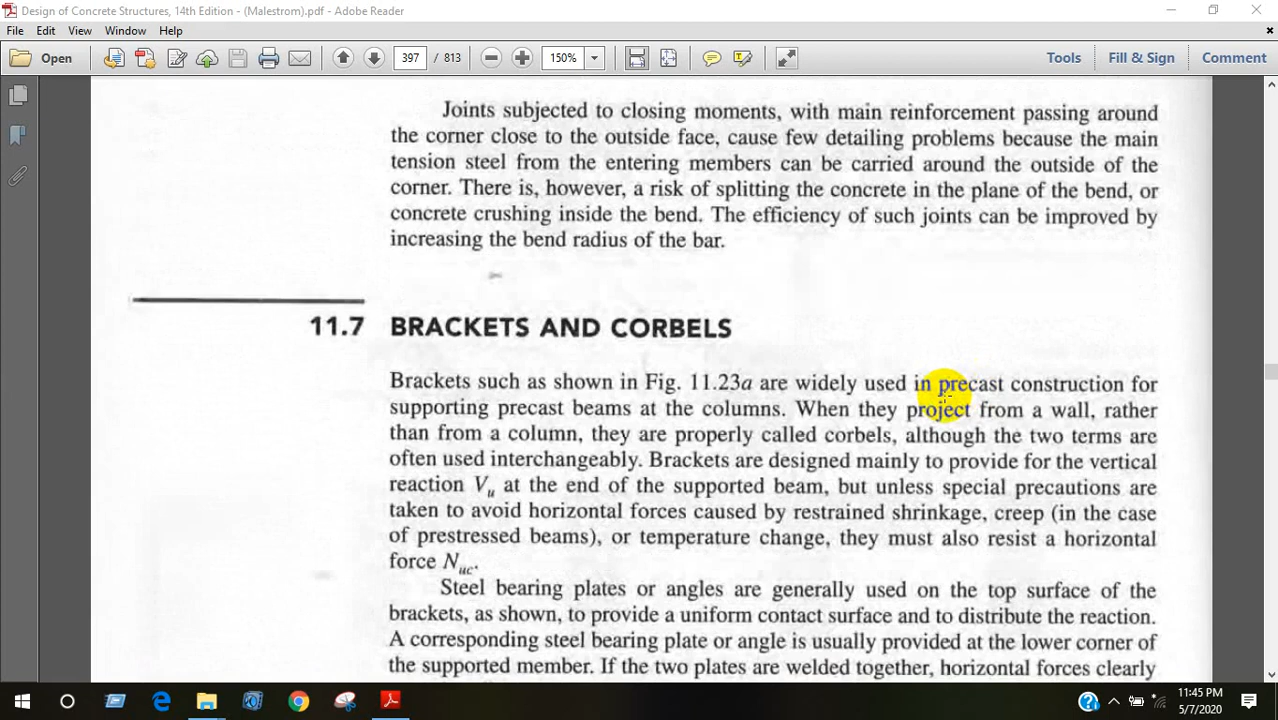 Design of Concrete Structures, 14th Edition - (Malestrom).pdf - Adobe Reader
File Edit View Window Help
Open 397 / 813 150% Tools Fill & Sign Comment
Joints subjected to closing moments, with main reinforcement passing around
the corner close to the outside face, cause few detailing problems because the main
tension steel from the entering members can be carried around the outside of the
corner. There is, however, a risk of splitting the concrete in the plane of the bend, or
concrete crushing inside the bend. The efficiency of such joints can be improved by
increasing the bend radius of the bar.
11.7 BRACKETS AND CORBELS
Brackets such as shown in Fig. 11.23a are widely used in precast construction for
supporting precast beams at the columns. When they project from a wall, rather
than from a column, they are properly called corbels, although the two terms are
often used interchangeably. Brackets are designed mainly to provide for the vertical
reaction Vu at the end of the supported beam, but unless special precautions are
taken to avoid horizontal forces caused by restrained shrinkage, creep (in the case
of prestressed beams), or temperature change, they must also resist a horizontal
force Nuc.
Steel bearing plates or angles are generally used on the top surface of the
brackets, as shown, to provide a uniform contact surface and to distribute the reaction.
A corresponding steel bearing plate or angle is usually provided at the lower corner of
the supported member. If the two plates are welded together, horizontal forces clearly
11:45 PM
5/7/2020